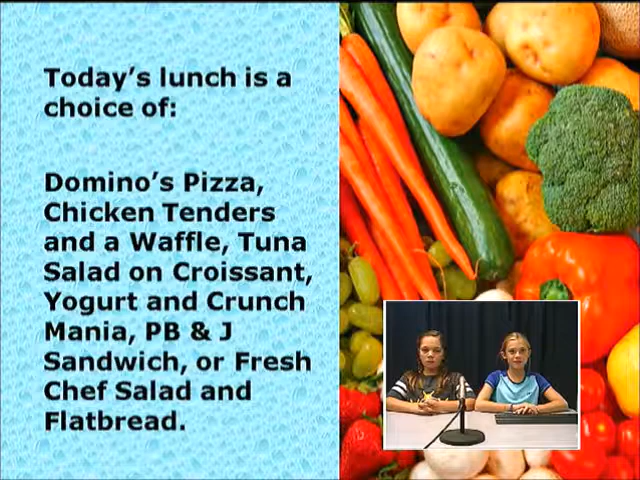 Today's lunch is a
choice of:
Domino's Pizza,
Chicken Tenders
and a Waffle, Tuna
Salad on Croissant,
Yogurt and Crunch
Mania, PB & J
Sandwich, or Fresh
Chef Salad and
Flatbread.